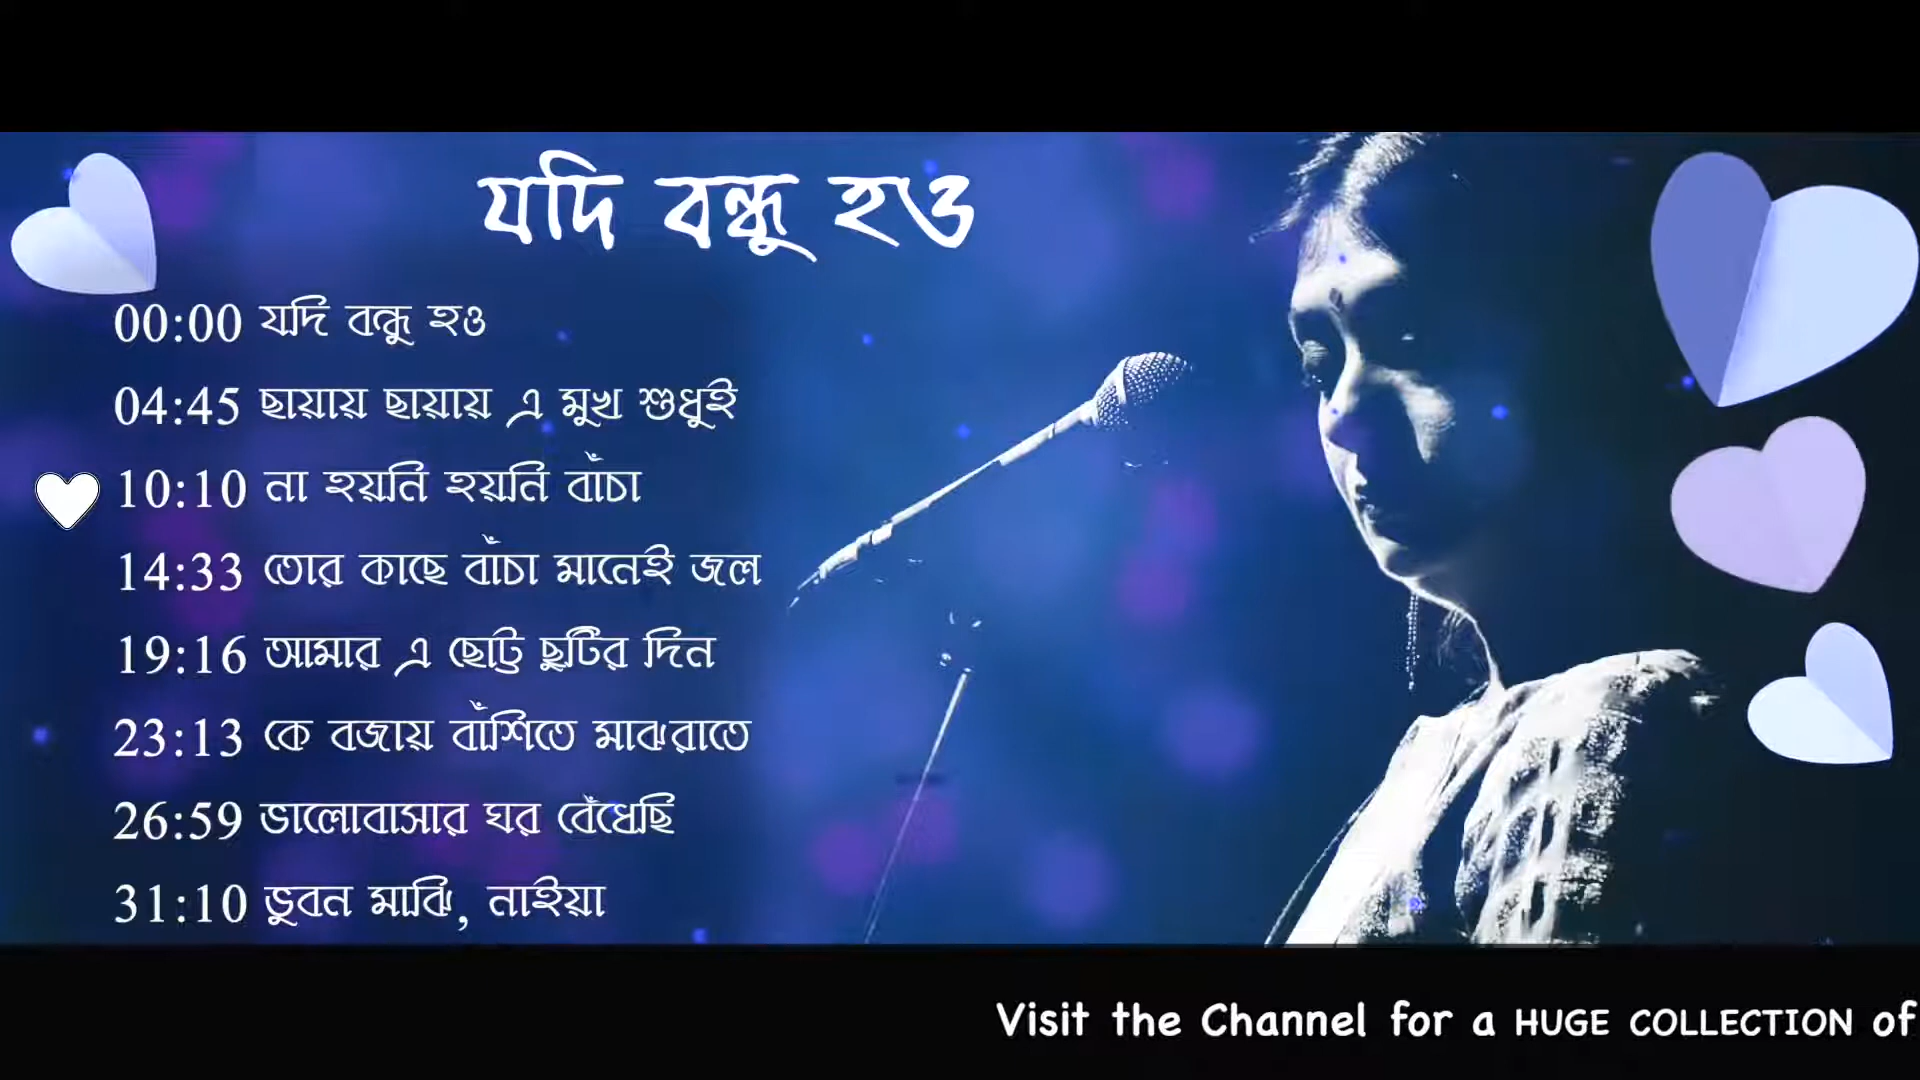 যদি বন্ধু হও
00:00 যদি বন্ধু হও
04:45 ছায়ায় ছায়ায় এ মুখ শুধুই
10:10 না হয়নি হয়নি বাঁচা
14:33 তোর কাছে বাঁচা মানেই জল
19:16 আমার এ ছোট্ট ছুটির দিন
23:13 কে বজায় বাঁশিতে মাঝরাতে
26:59 ভালোবাসার ঘর বেঁধেছি
31:10 ভুবন মাঝি, নাইয়া
Visit the Channel for a HUGE COLLECTION of